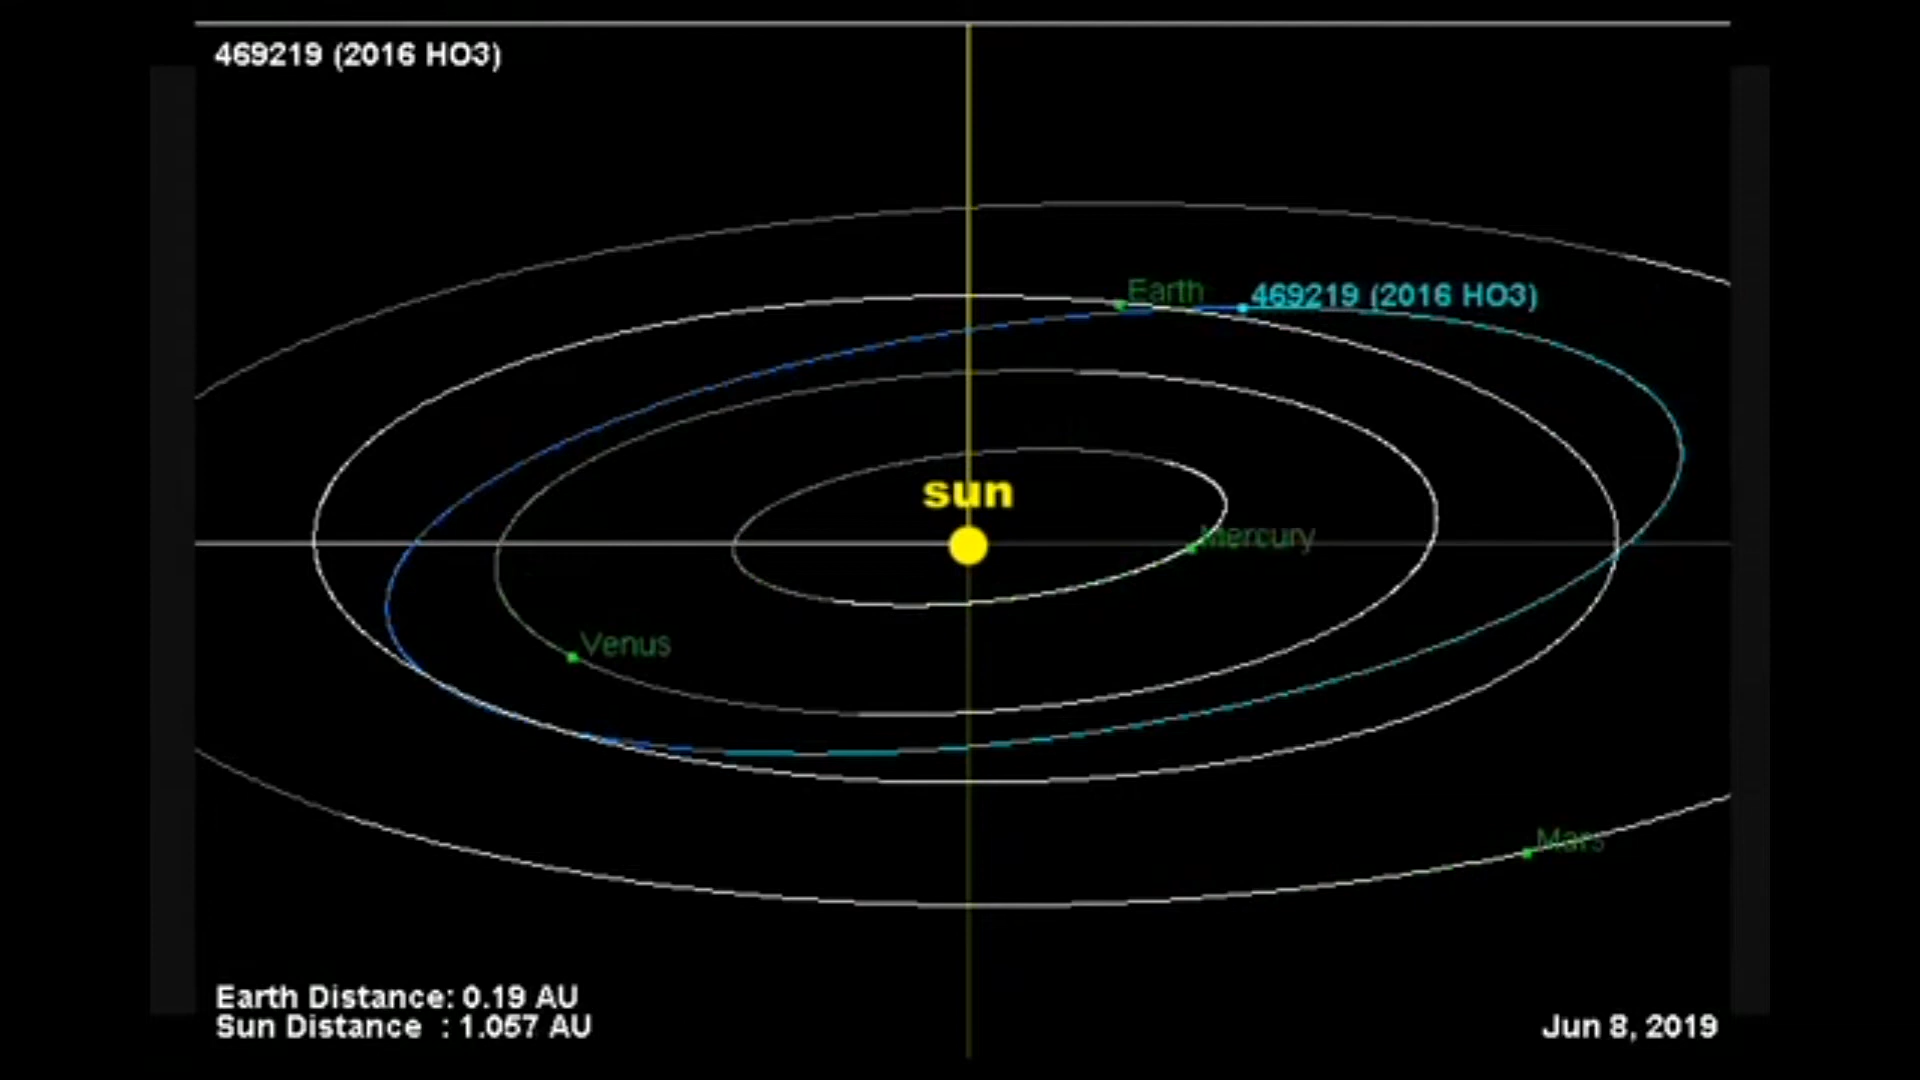 469219 (2016 HO3)
Earth
469219 (2016 HO3)
sun
Mercury
Venus
Mars
Earth Distance: 0.19 AU
Sun Distance : 1.057 AU
Jun 8, 2019